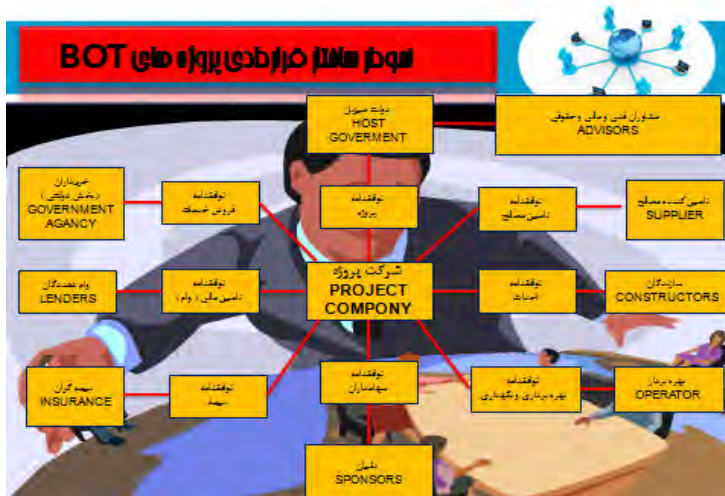 نمودار ساختار قراردادی پروژه های BOT
دولت میزبان
HOST
GOVERMENT
مشاوران فنی و مالی و حقوقی
ADVISORS
خریداران
(بخش دولتی)
GOVERNMENT
AGANCY
توافقنامه
فروش خدمات
توافقنامه
پروژه
توافقنامه
تامین مصالح
تامین کننده مصالح
SUPPLIER
وام دهندگان
LENDERS
توافقنامه
تامین مالی (وام)
شرکت پروژه
PROJECT
COMPONY
توافقنامه
احداث
سازندگان
CONSTRUCTORS
بیمه گران
INSURANCE
توافقنامه
بیمه
توافقنامه
سهامداران
توافقنامه
بهره برداری و نگهداری
بهره بردار
OPERATOR
بانیان
SPONSORS